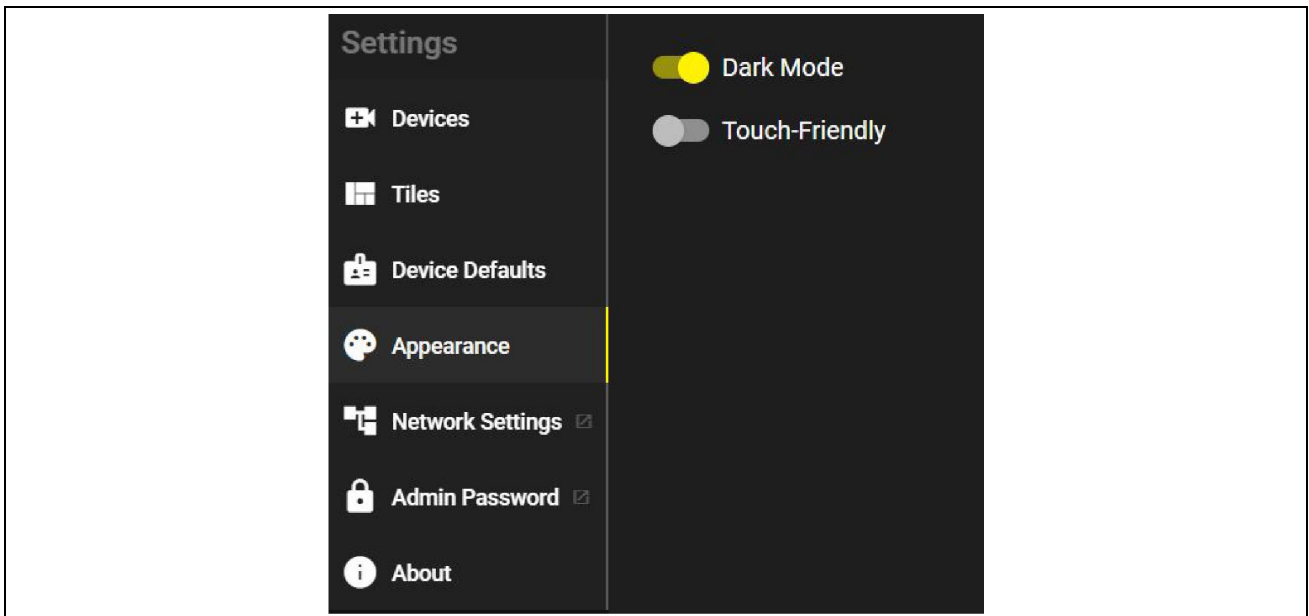 Settings
Devices
Tiles
Device Defaults
Appearance
Network Settings
Admin Password
About
Dark Mode
Touch-Friendly